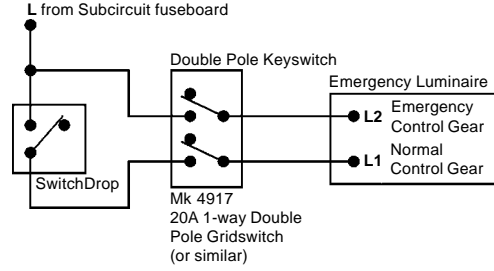 L from Subcircuit fuseboard
Double Pole Keyswitch
Emergency Luminaire
L2 Emergency
Control Gear
L1 Normal
Control Gear
SwitchDrop
Mk 4917
20A 1-way Double
Pole Gridswitch
(or similar)